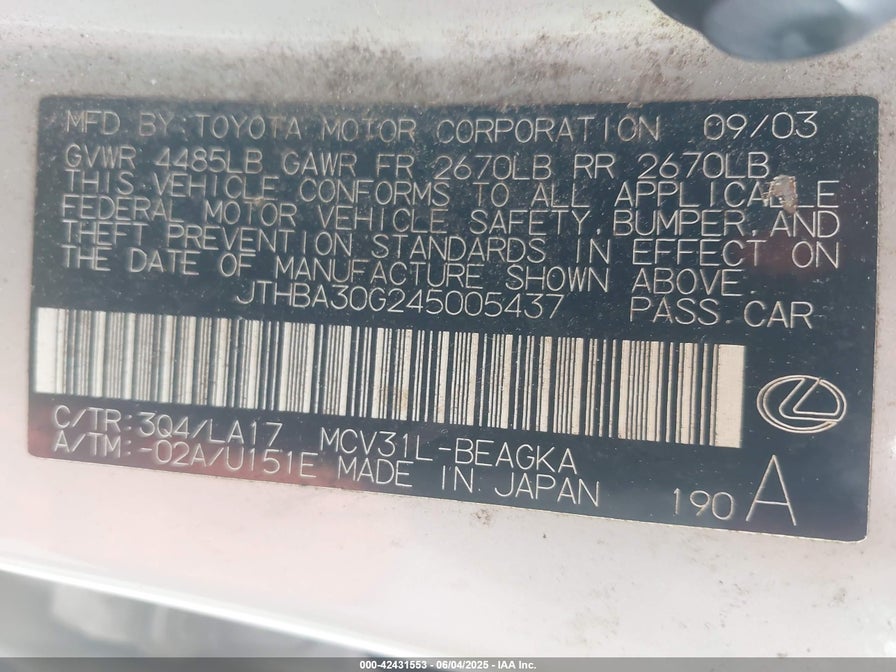 MFD BY TOYOTA MOTOR CORPORATION 09/03
GVWR 4485LB GAWR FR 2670LB RR 2670LB
THIS VEHICLE CONFORMS TO ALL APPLICABLE
FEDERAL MOTOR VEHICLE SAFETY, BUMPER, AND
THEFT PREVENTION STANDARDS IN EFFECT ON
THE DATE OF MANUFACTURE SHOWN ABOVE.
JTHBA30G245005437 PASS.CAR
C/TR:3Q4/LA17 MCV31L-BEAGKA
A/TM:-02A/U151E MADE IN JAPAN 190 A
000-42431553 - 06/04/2025 - IAA Inc.